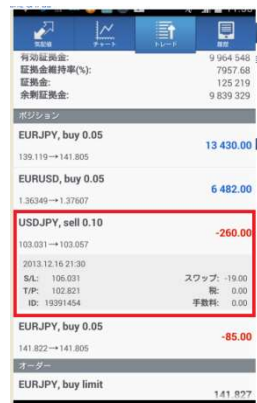 気配値 チャート トレード 履歴
有効証拠金: 9 964 548
証拠金維持率(%): 7957.68
証拠金: 125 219
余剰証拠金: 9 839 329
ポジション
EURJPY, buy 0.05 13 430.00
139.119→141.805
EURUSD, buy 0.05 6 482.00
1.36349→1.37607
USDJPY, sell 0.10 -260.00
103.031→103.057
2013.12.16 21:30
S/L: 106.031 スワップ: -19.00
T/P: 102.821 税: 0.00
ID: 19391454 手数料: 0.00
EURJPY, buy 0.05 -85.00
141.822→141.805
オーダー
EURJPY, buy limit 141.827